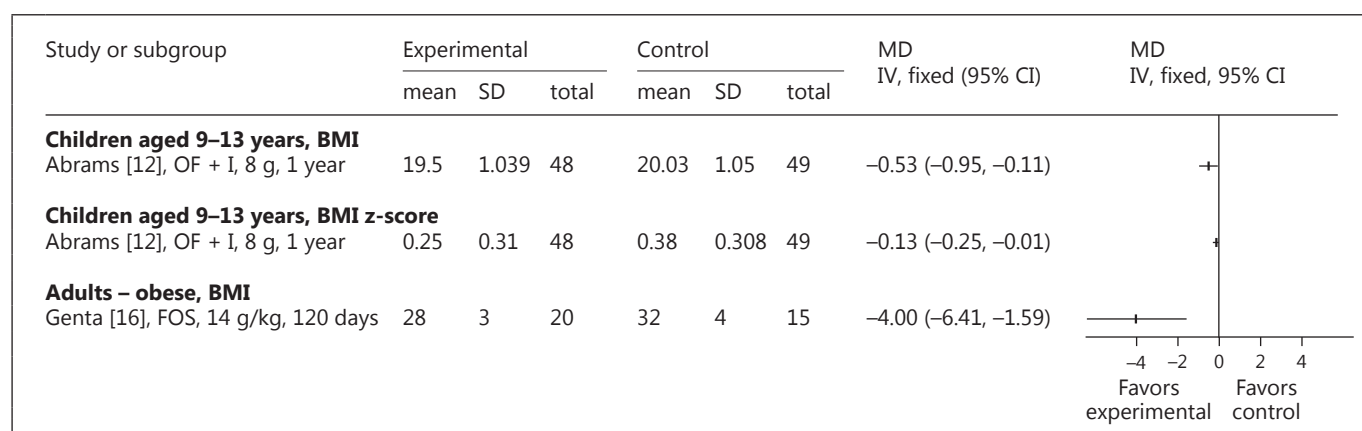 Study or subgroup Experimental Control MD MD
IV, fixed (95% CI) IV, fixed, 95% CI
mean SD total mean SD total
Children aged 9–13 years, BMI
Abrams [12], OF + I, 8 g, 1 year 19.5 1.039 48 20.03 1.05 49 –0.53 (–0.95, –0.11)
Children aged 9–13 years, BMI z-score
Abrams [12], OF + I, 8 g, 1 year 0.25 0.31 48 0.38 0.308 49 –0.13 (–0.25, –0.01)
Adults – obese, BMI
Genta [16], FOS, 14 g/kg, 120 days 28 3 20 32 4 15 –4.00 (–6.41, –1.59)
–4 –2 0 2 4
Favors Favors
experimental control